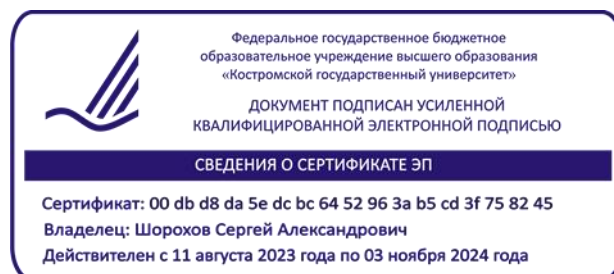 Федеральное государственное бюджетное
образовательное учреждение высшего образования
«Костромской государственный университет»
ДОКУМЕНТ ПОДПИСАН УСИЛЕННОЙ
КВАЛИФИЦИРОВАННОЙ ЭЛЕКТРОННОЙ ПОДПИСЬЮ
СВЕДЕНИЯ О СЕРТИФИКАТЕ ЭП
Сертификат: 00 db d8 da 5e dc bc 64 52 96 3a b5 cd 3f 75 82 45
Владелец: Шорохов Сергей Александрович
Действителен с 11 августа 2023 года по 03 ноября 2024 года